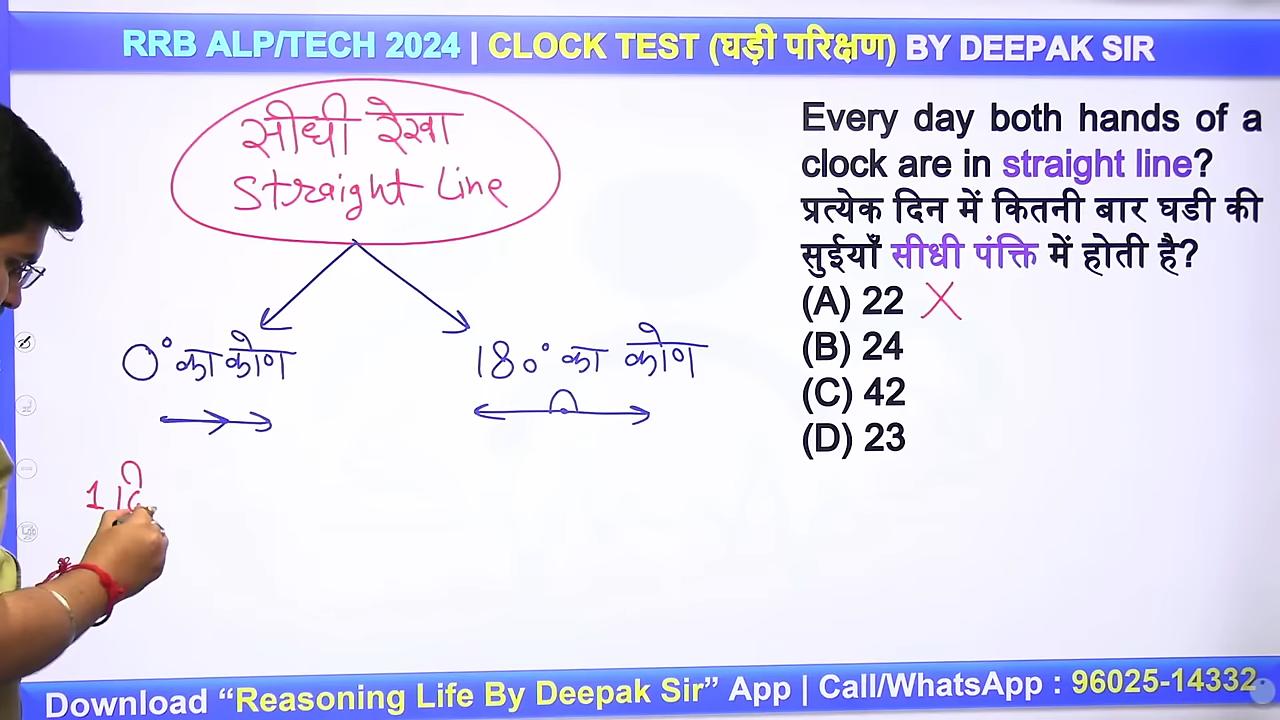 RRB ALP/TECH 2024 | CLOCK TEST (घड़ी परिक्षण) BY DEEPAK SIR
सीधी रेखा
Straight Line
0° का कोण
180° का कोण
1 दि
Every day both hands of a
clock are in straight line?
प्रत्येक दिन में कितनी बार घडी की
सुईयाँ सीधी पंक्ति में होती है?
(A) 22 X
(B) 24
(C) 42
(D) 23
Download “Reasoning Life By Deepak Sir” App | Call/WhatsApp : 96025-14332